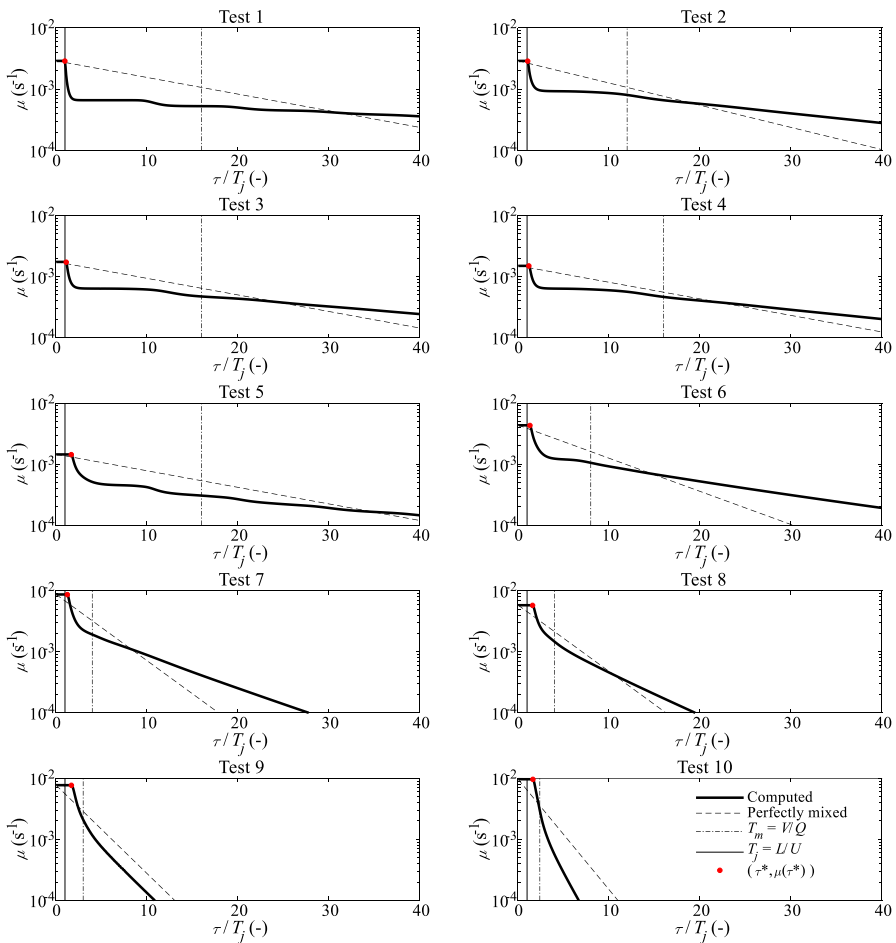 Test 1
10⁻²
10⁻³
10⁻⁴
μ (s⁻¹)
0 10 20 30 40
τ / T_j (-)
Test 2
10⁻²
10⁻³
10⁻⁴
μ (s⁻¹)
0 10 20 30 40
τ / T_j (-)
Test 3
10⁻²
10⁻³
10⁻⁴
μ (s⁻¹)
0 10 20 30 40
τ / T_j (-)
Test 4
10⁻²
10⁻³
10⁻⁴
μ (s⁻¹)
0 10 20 30 40
τ / T_j (-)
Test 5
10⁻²
10⁻³
10⁻⁴
μ (s⁻¹)
0 10 20 30 40
τ / T_j (-)
Test 6
10⁻²
10⁻³
10⁻⁴
μ (s⁻¹)
0 10 20 30 40
τ / T_j (-)
Test 7
10⁻²
10⁻³
10⁻⁴
μ (s⁻¹)
0 10 20 30 40
τ / T_j (-)
Test 8
10⁻²
10⁻³
10⁻⁴
μ (s⁻¹)
0 10 20 30 40
τ / T_j (-)
Test 9
10⁻²
10⁻³
10⁻⁴
μ (s⁻¹)
0 10 20 30 40
τ / T_j (-)
Test 10
10⁻²
10⁻³
10⁻⁴
μ (s⁻¹)
0 10 20 30 40
τ / T_j (-)
Computed
Perfectly mixed
T_m = V/Q
T_j = L/U
( τ*, μ(τ*) )